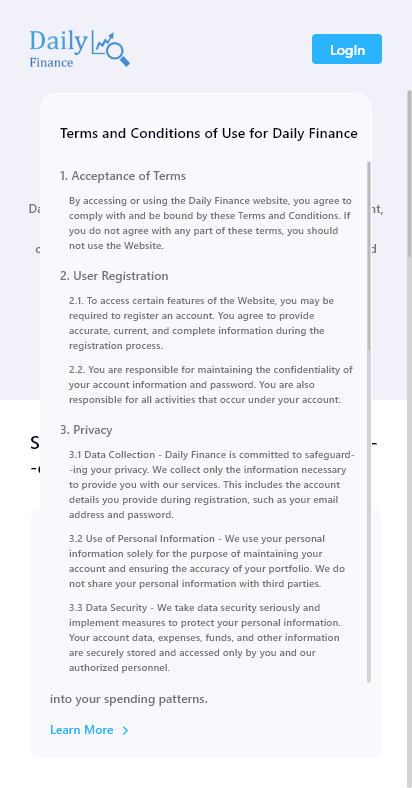 Daily
Finance
Login
Terms and Conditions of Use for Daily Finance
1. Acceptance of Terms
By accessing or using the Daily Finance website, you agree to
comply with and be bound by these Terms and Conditions. If
you do not agree with any part of these terms, you should
not use the Website.
2. User Registration
2.1. To access certain features of the Website, you may be
required to register an account. You agree to provide
accurate, current, and complete information during the
registration process.
2.2. You are responsible for maintaining the confidentiality of
your account information and password. You are also
responsible for all activities that occur under your account.
3. Privacy
3.1 Data Collection - Daily Finance is committed to safeguard-
-ing your privacy. We collect only the information necessary
to provide you with our services. This includes the account
details you provide during registration, such as your email
address and password.
3.2 Use of Personal Information - We use your personal
information solely for the purpose of maintaining your
account and ensuring the accuracy of your portfolio. We do
not share your personal information with third parties.
3.3 Data Security - We take data security seriously and
implement measures to protect your personal information.
Your account data, expenses, funds, and other information
are securely stored and accessed only by you and our
authorized personnel.
into your spending patterns.
Learn More